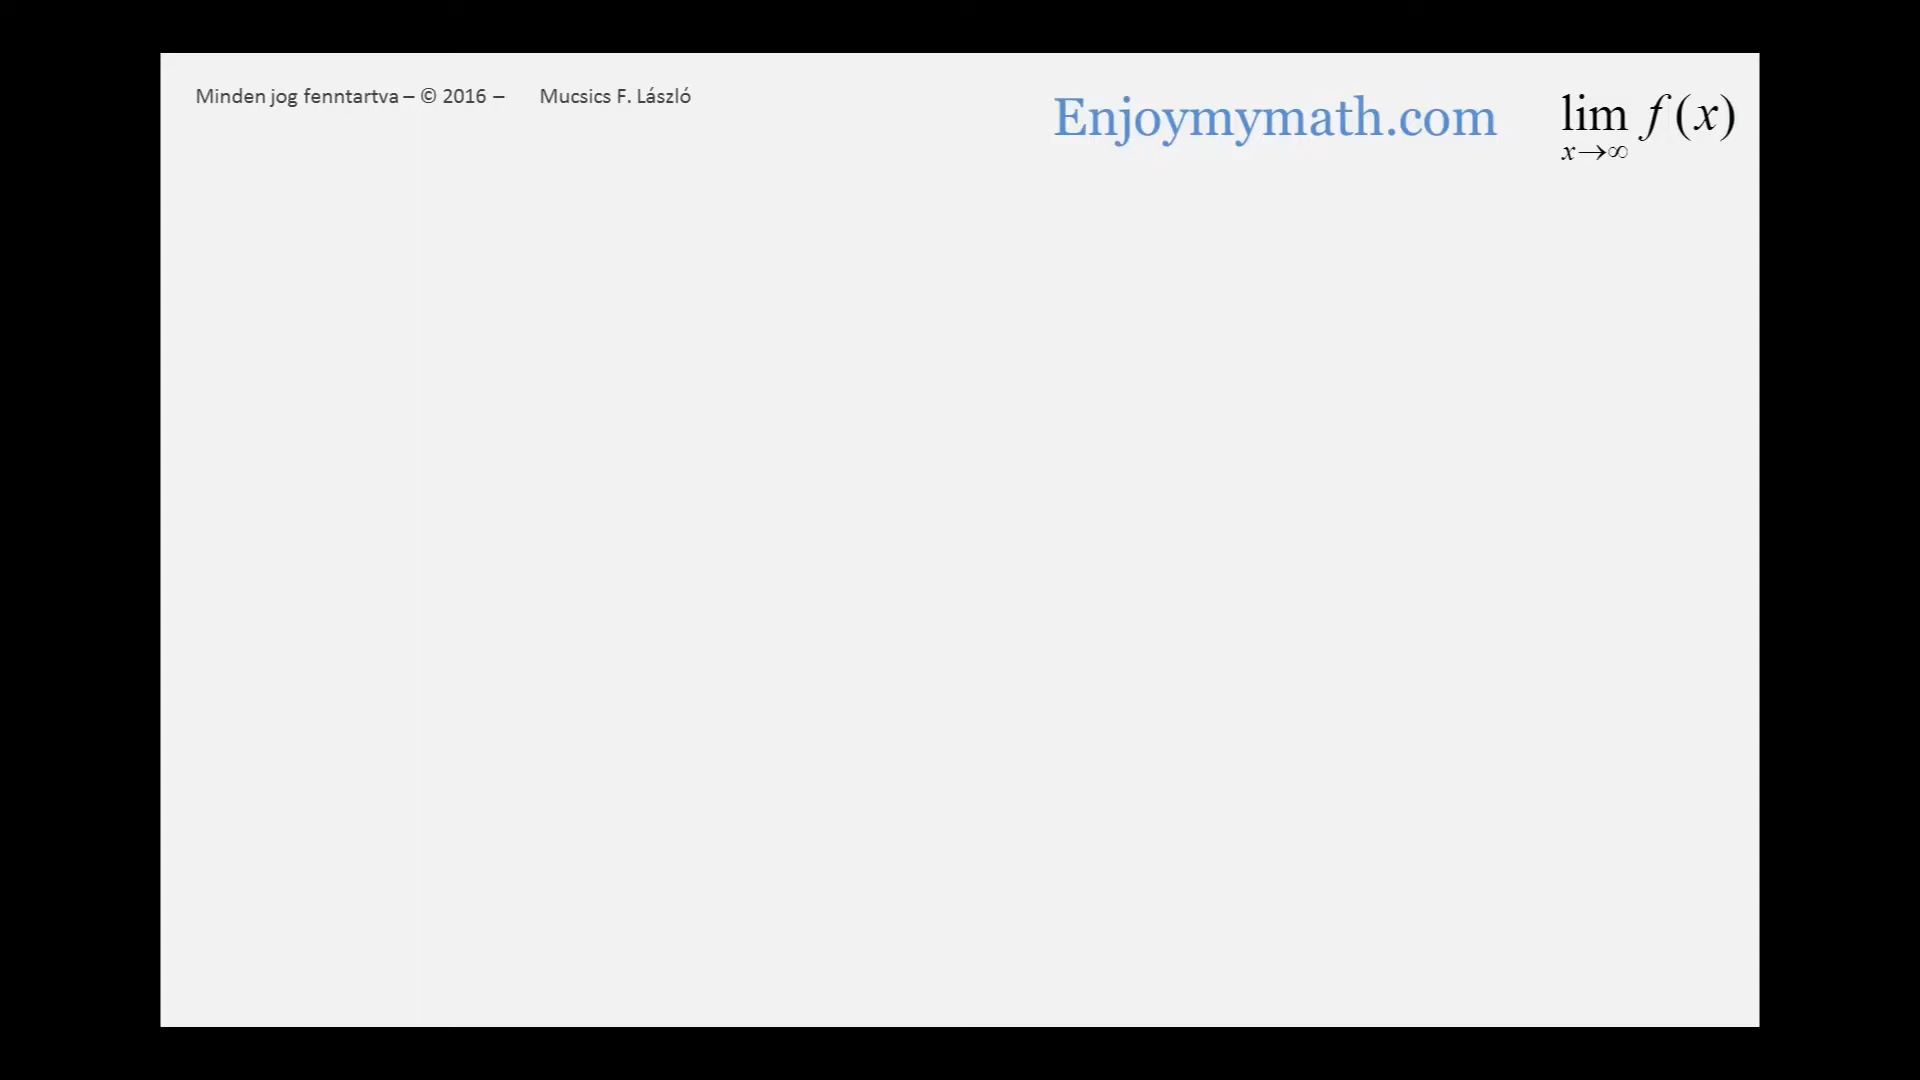 Minden jog fenntartva – © 2016 – Mucsics F. László
Enjoymymath.com
lim f(x)
x→∞